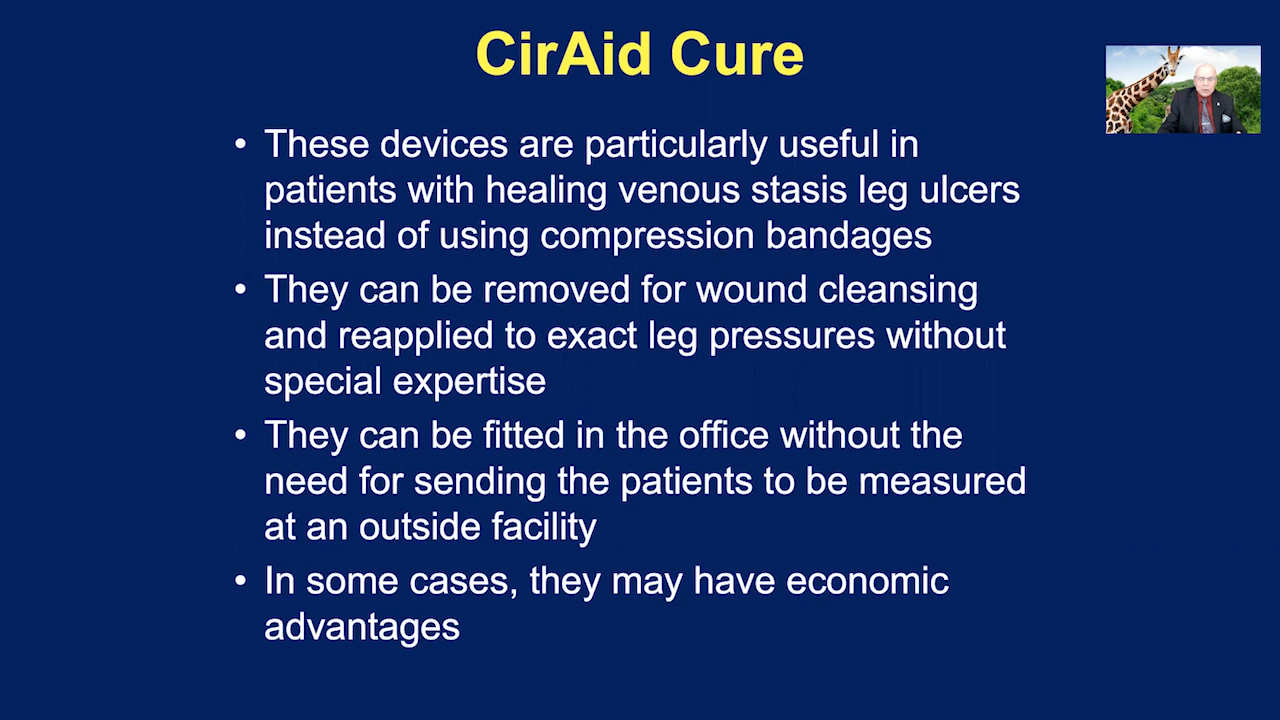 CirAid Cure
• These devices are particularly useful in
patients with healing venous stasis leg ulcers
instead of using compression bandages
• They can be removed for wound cleansing
and reapplied to exact leg pressures without
special expertise
• They can be fitted in the office without the
need for sending the patients to be measured
at an outside facility
• In some cases, they may have economic
advantages